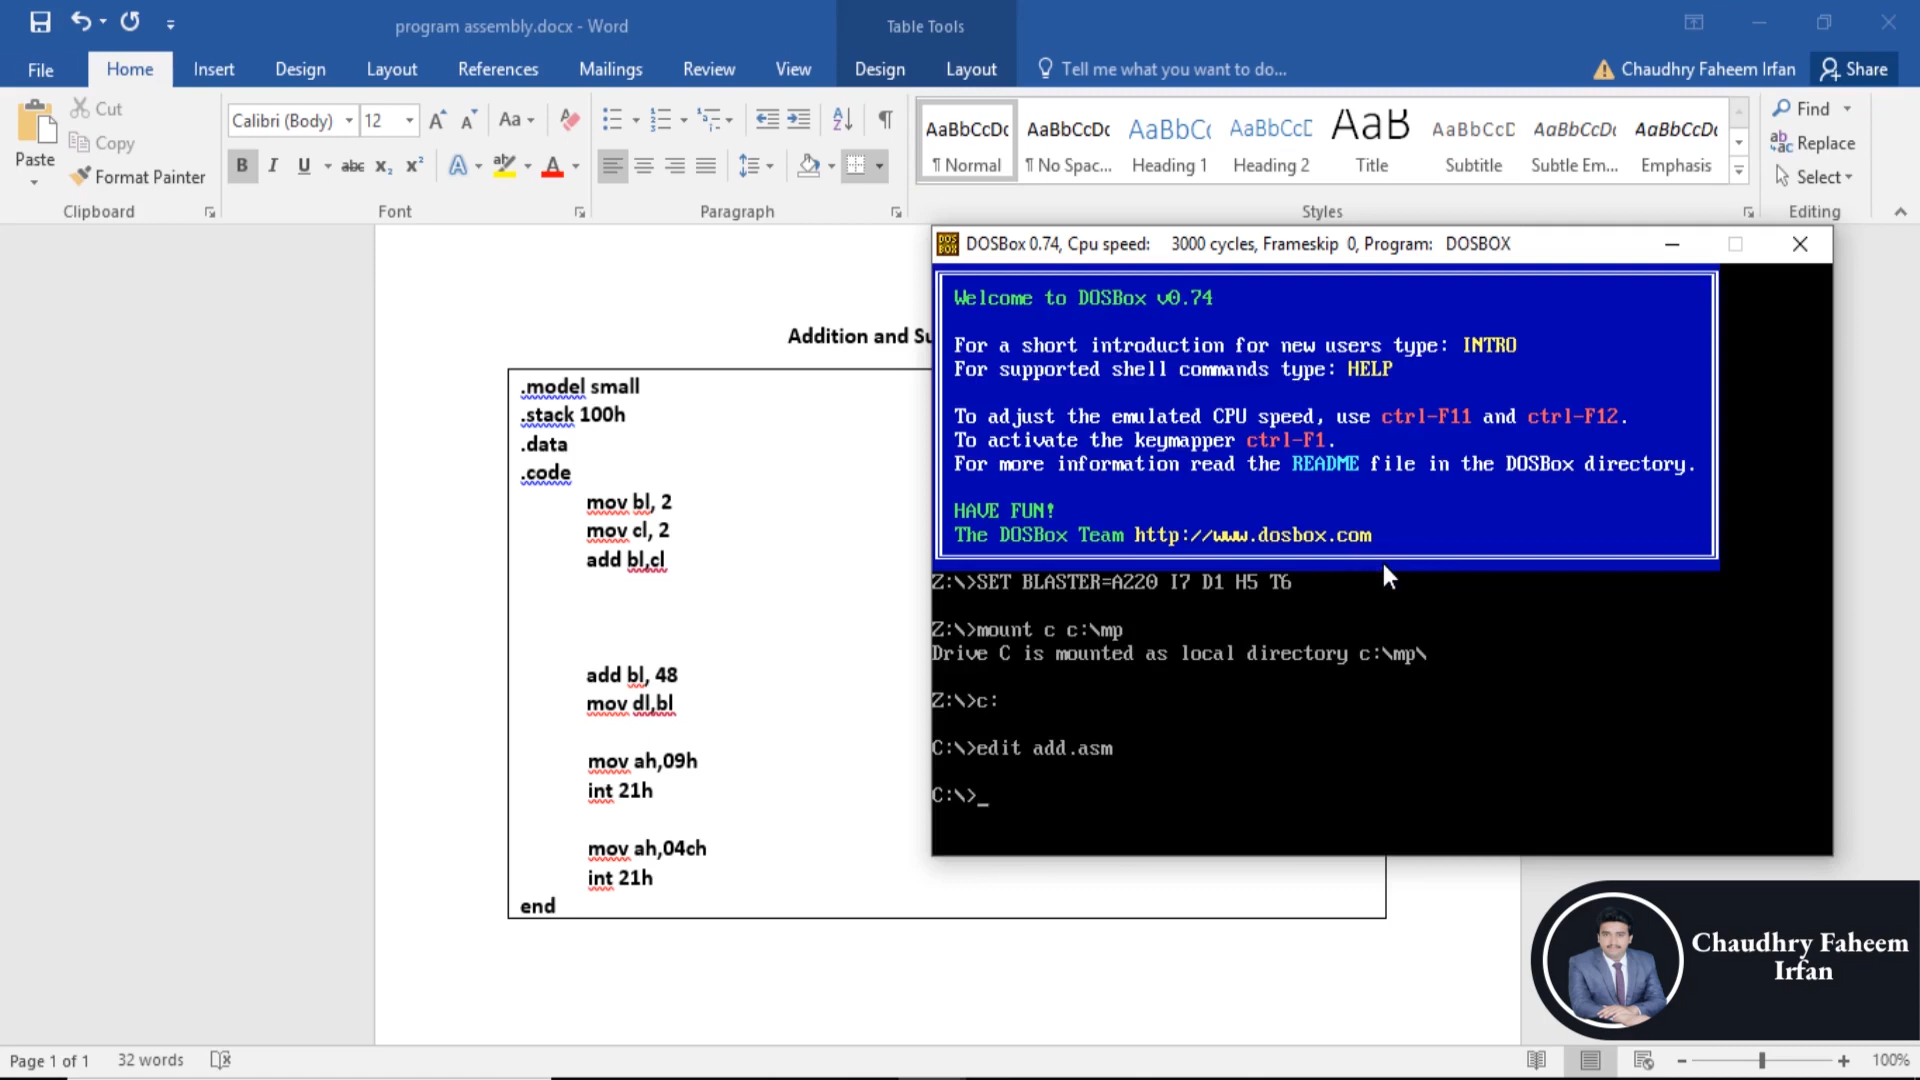 program assembly.docx - Word
Table Tools
File
Home
Insert
Design
Layout
References
Mailings
Review
View
Design
Layout
Tell me what you want to do...
Chaudhry Faheem Irfan
Share
Paste
Cut
Copy
Format Painter
Clipboard
Calibri (Body)
12
Aa
B I U abc x₂ x²
A
A
Font
Paragraph
AaBbCcDc
¶ Normal
AaBbCcDc
¶ No Spac...
AaBbC
Heading 1
AaBbCcD
Heading 2
AaB
Title
AaBbCcD
Subtitle
AaBbCcDc
Subtle Em...
AaBbCcDc
Emphasis
Styles
Find
Replace
Select
Editing
Addition and Su
.model small
.stack 100h
.data
.code
mov bl, 2
mov cl, 2
add bl,cl
add bl, 48
mov dl,bl
mov ah,09h
int 21h
mov ah,04ch
int 21h
end
DOSBox 0.74, Cpu speed: 3000 cycles, Frameskip 0, Program: DOSBOX
Welcome to DOSBox v0.74
For a short introduction for new users type: INTRO
For supported shell commands type: HELP
To adjust the emulated CPU speed, use ctrl-F11 and ctrl-F12.
To activate the keymapper ctrl-F1.
For more information read the README file in the DOSBox directory.
HAVE FUN!
The DOSBox Team http://www.dosbox.com
Z:\>SET BLASTER=A220 I7 D1 H5 T6
Z:\>mount c c:\mp
Drive C is mounted as local directory c:\mp\
Z:\>c:
C:\>edit add.asm
C:\>_
Chaudhry Faheem
Irfan
Page 1 of 1
32 words
100%